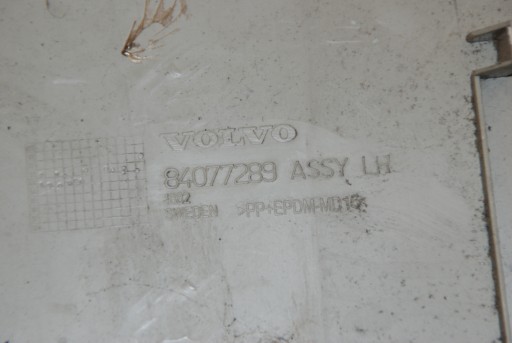 VOLVO
84077289 ASSY LH
SWEDEN >PP+EPDM-MD15<